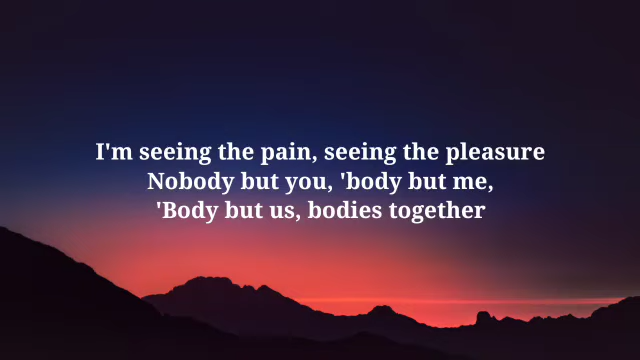 I'm seeing the pain, seeing the pleasure
Nobody but you, 'body but me,
'Body but us, bodies together